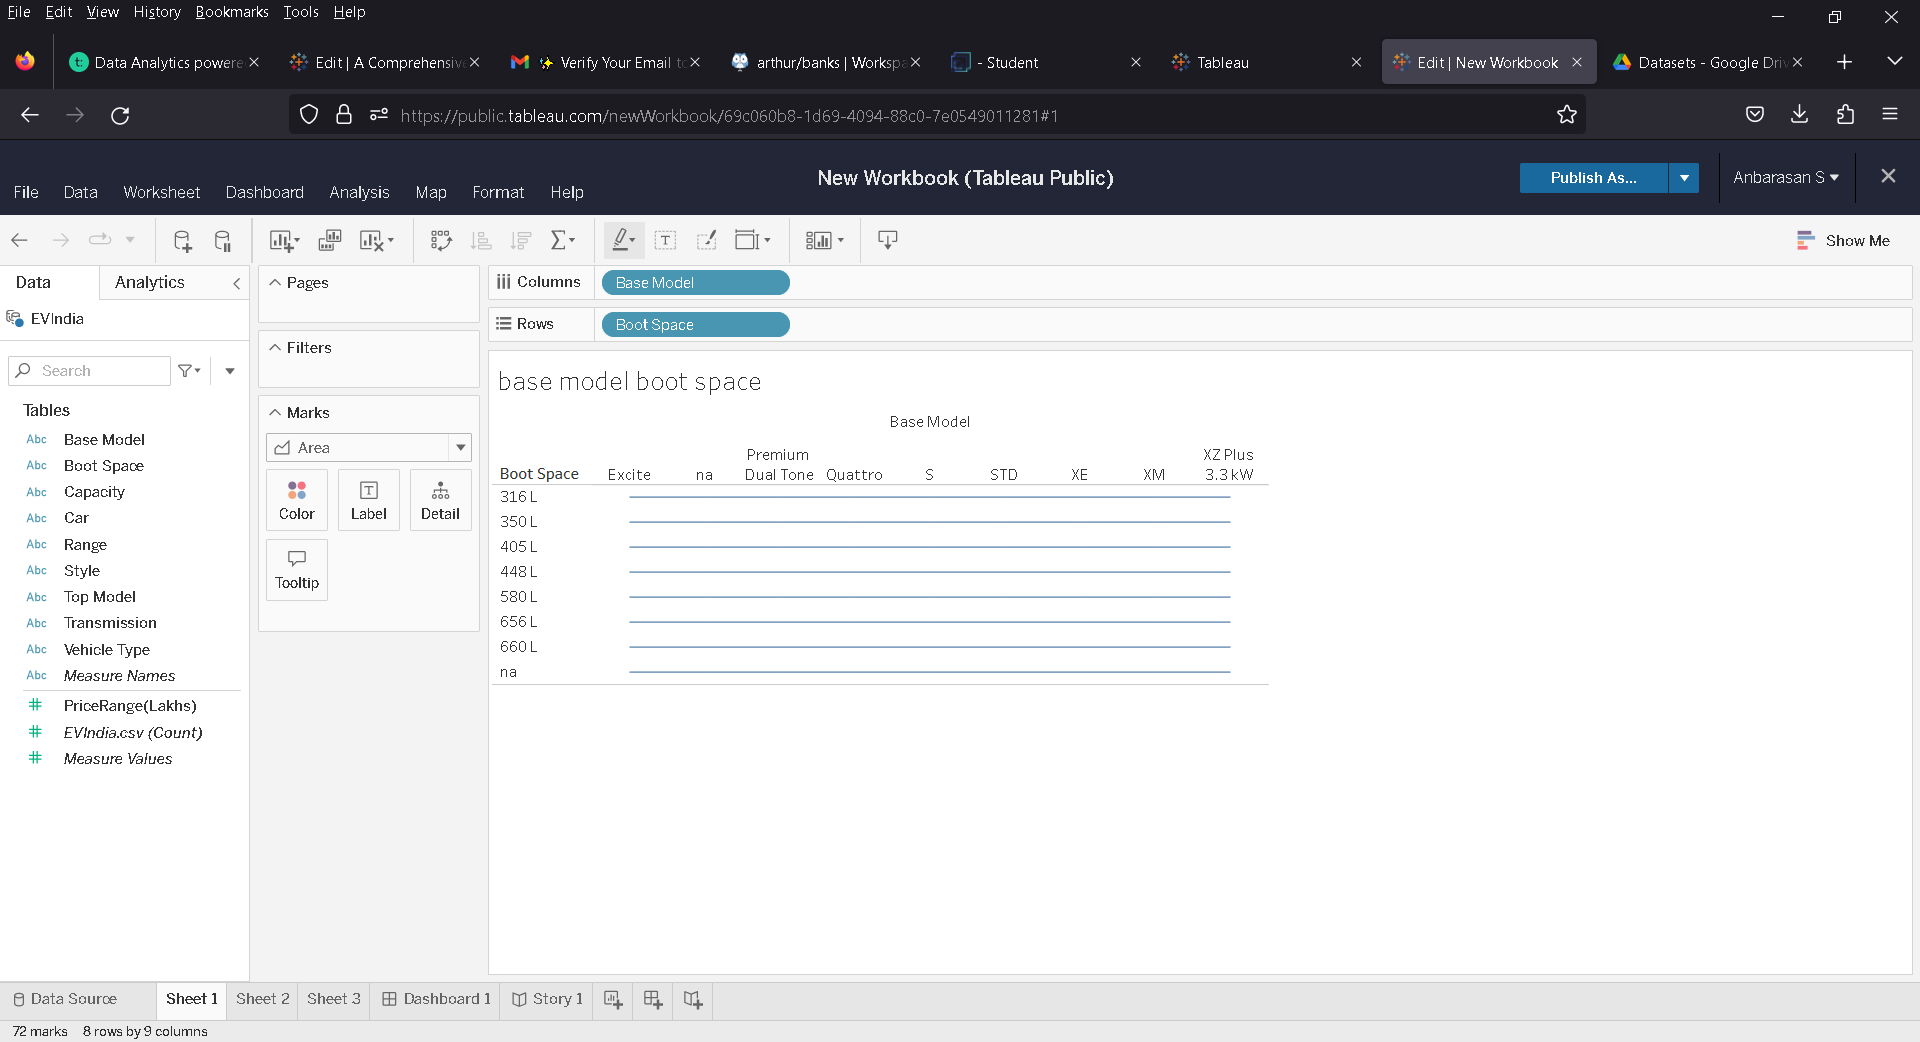 File Edit View History Bookmarks Tools Help
Data Analytics powere
Edit | A Comprehensive
Verify Your Email to
arthur/banks | Workspa
- Student
Tableau
Edit | New Workbook
Datasets - Google Driv
https://public.tableau.com/newWorkbook/69c060b8-1d69-4094-88c0-7e0549011281#1
New Workbook (Tableau Public)
File Data Worksheet Dashboard Analysis Map Format Help
Publish As...
Anbarasan S
Show Me
Data
Analytics
EVIndia
Search
Tables
Abc Base Model
Abc Boot Space
Abc Capacity
Abc Car
Abc Range
Abc Style
Abc Top Model
Abc Transmission
Abc Vehicle Type
Abc Measure Names
# PriceRange(Lakhs)
# EVIndia.csv (Count)
# Measure Values
Pages
Filters
Marks
Area
Color
Label
Detail
Tooltip
Columns
Base Model
Rows
Boot Space
base model boot space
Base Model
Boot Space
Excite
na
Premium
Dual Tone
Quattro
S
STD
XE
XM
XZ Plus
3.3 kW
316 L
350 L
405 L
448 L
580 L
656 L
660 L
na
Data Source
Sheet 1
Sheet 2
Sheet 3
Dashboard 1
Story 1
72 marks
8 rows by 9 columns